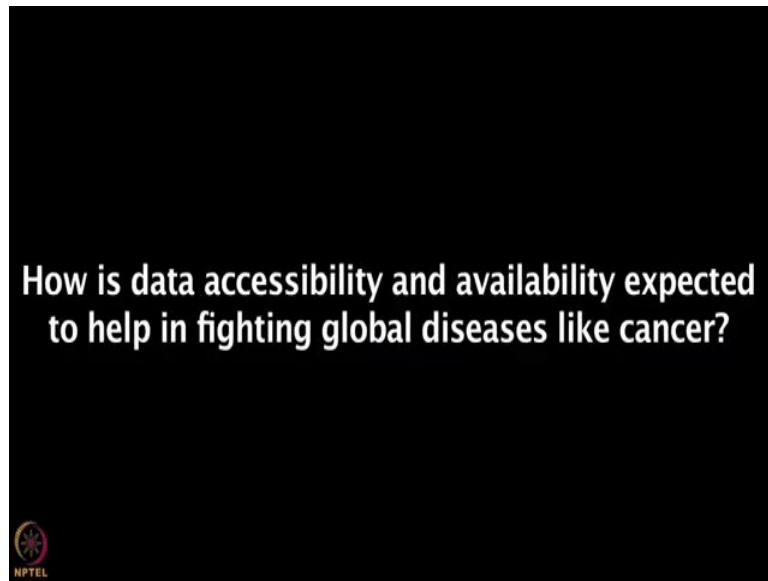 How is data accessibility and availability expected
to help in fighting global diseases like cancer?
NPTEL